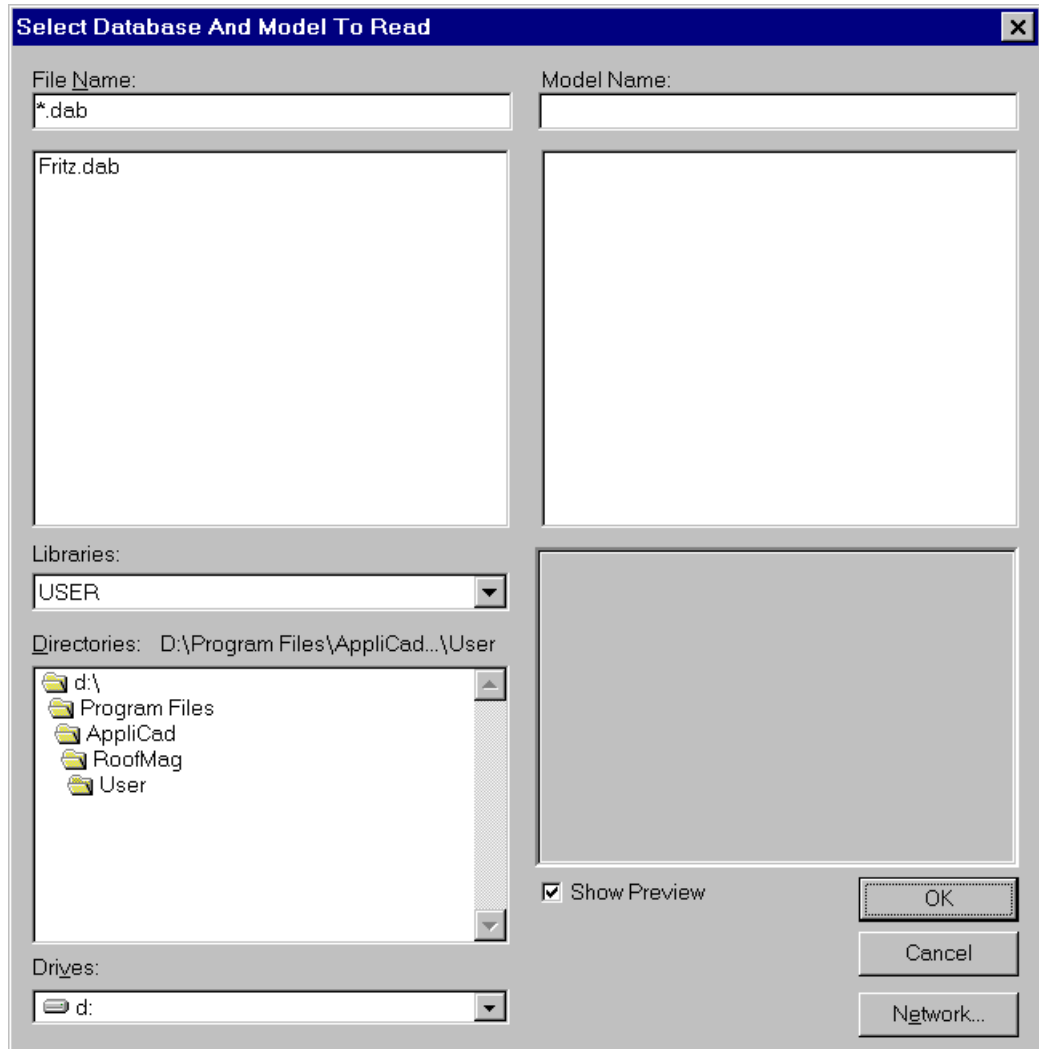 Select Database And Model To Read
File Name:
*.dab
Fritz.dab
Libraries:
USER
Directories: D:\Program Files\AppliCad...\User
d:\
Program Files
AppliCad
RoofMag
User
Drives:
d:
Model Name:
Show Preview
OK
Cancel
Network...